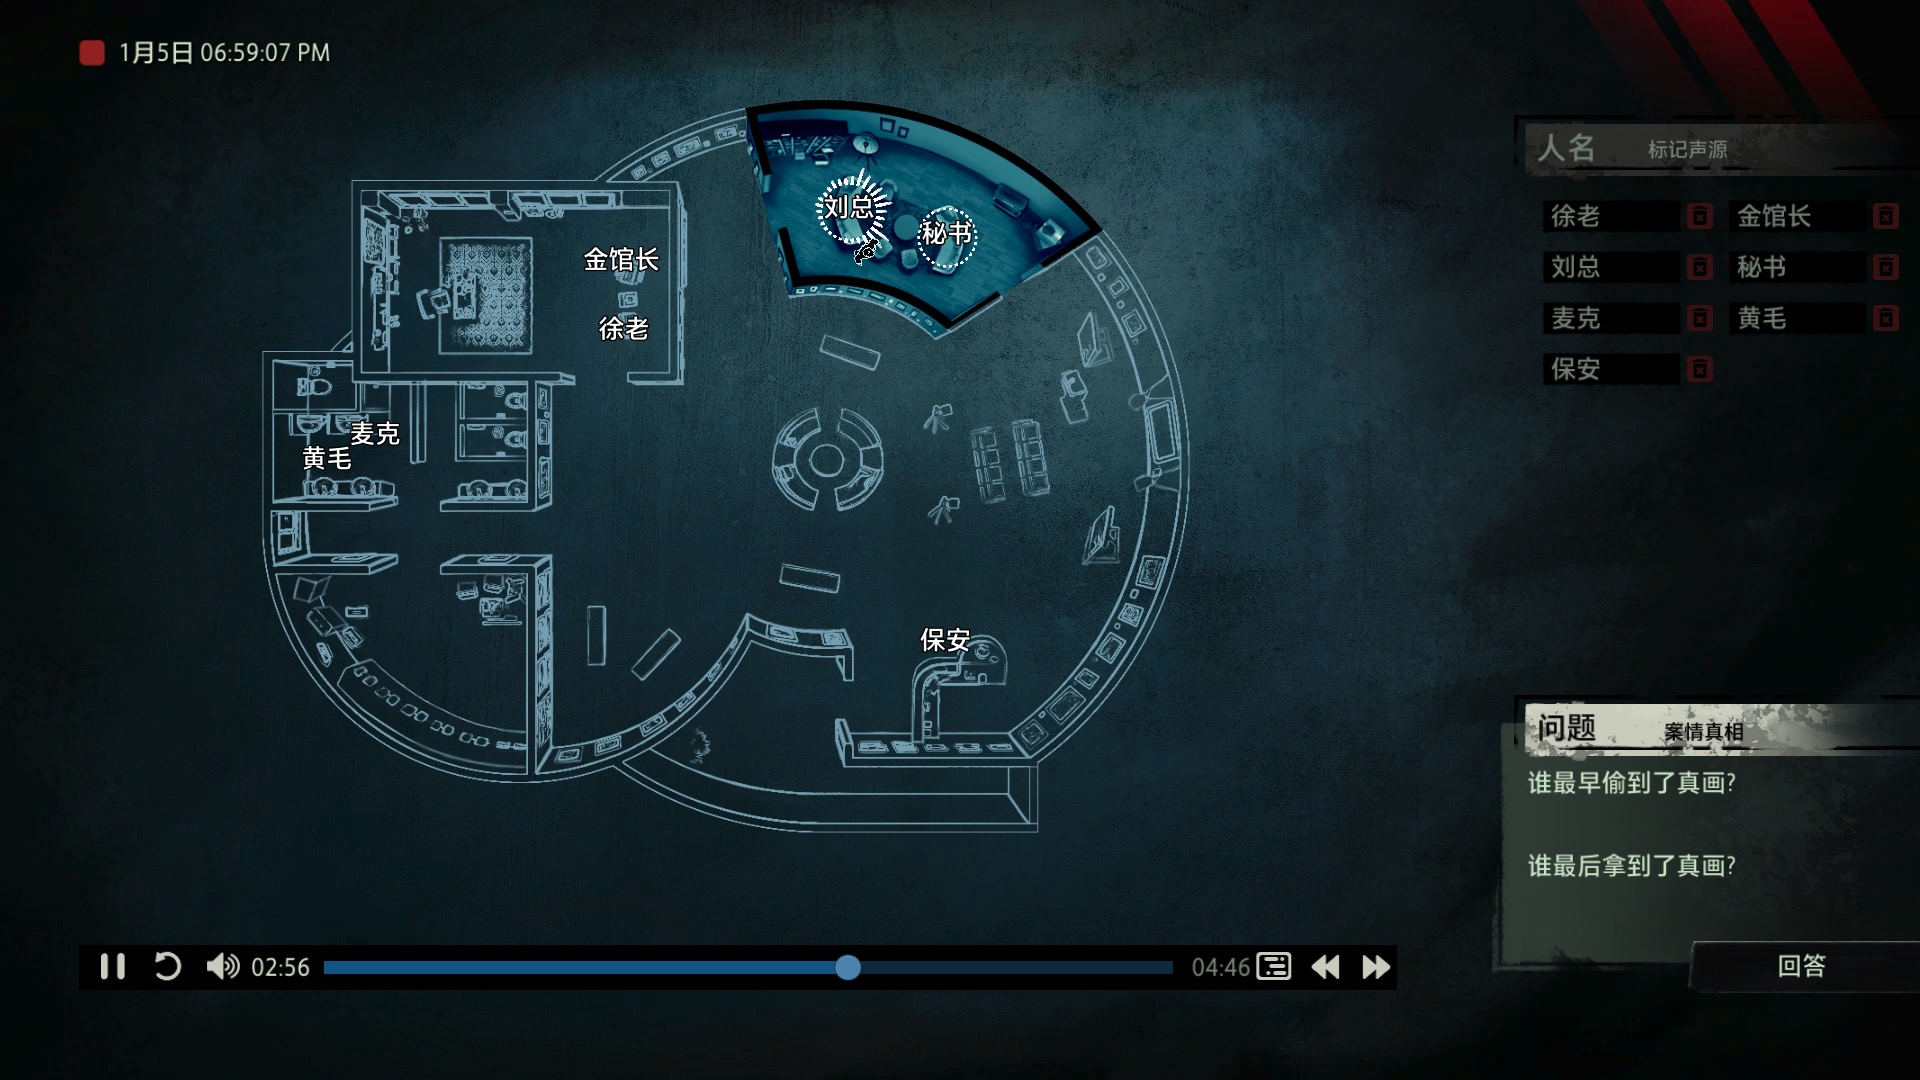 1月5日 06:59:07 PM
人名 标记声源
徐老 金馆长
刘总 秘书
麦克 黄毛
保安
刘总
秘书
金馆长
徐老
麦克
黄毛
保安
问题 案情真相
谁最早偷到了真画?
谁最后拿到了真画?
回答
02:56 04:46